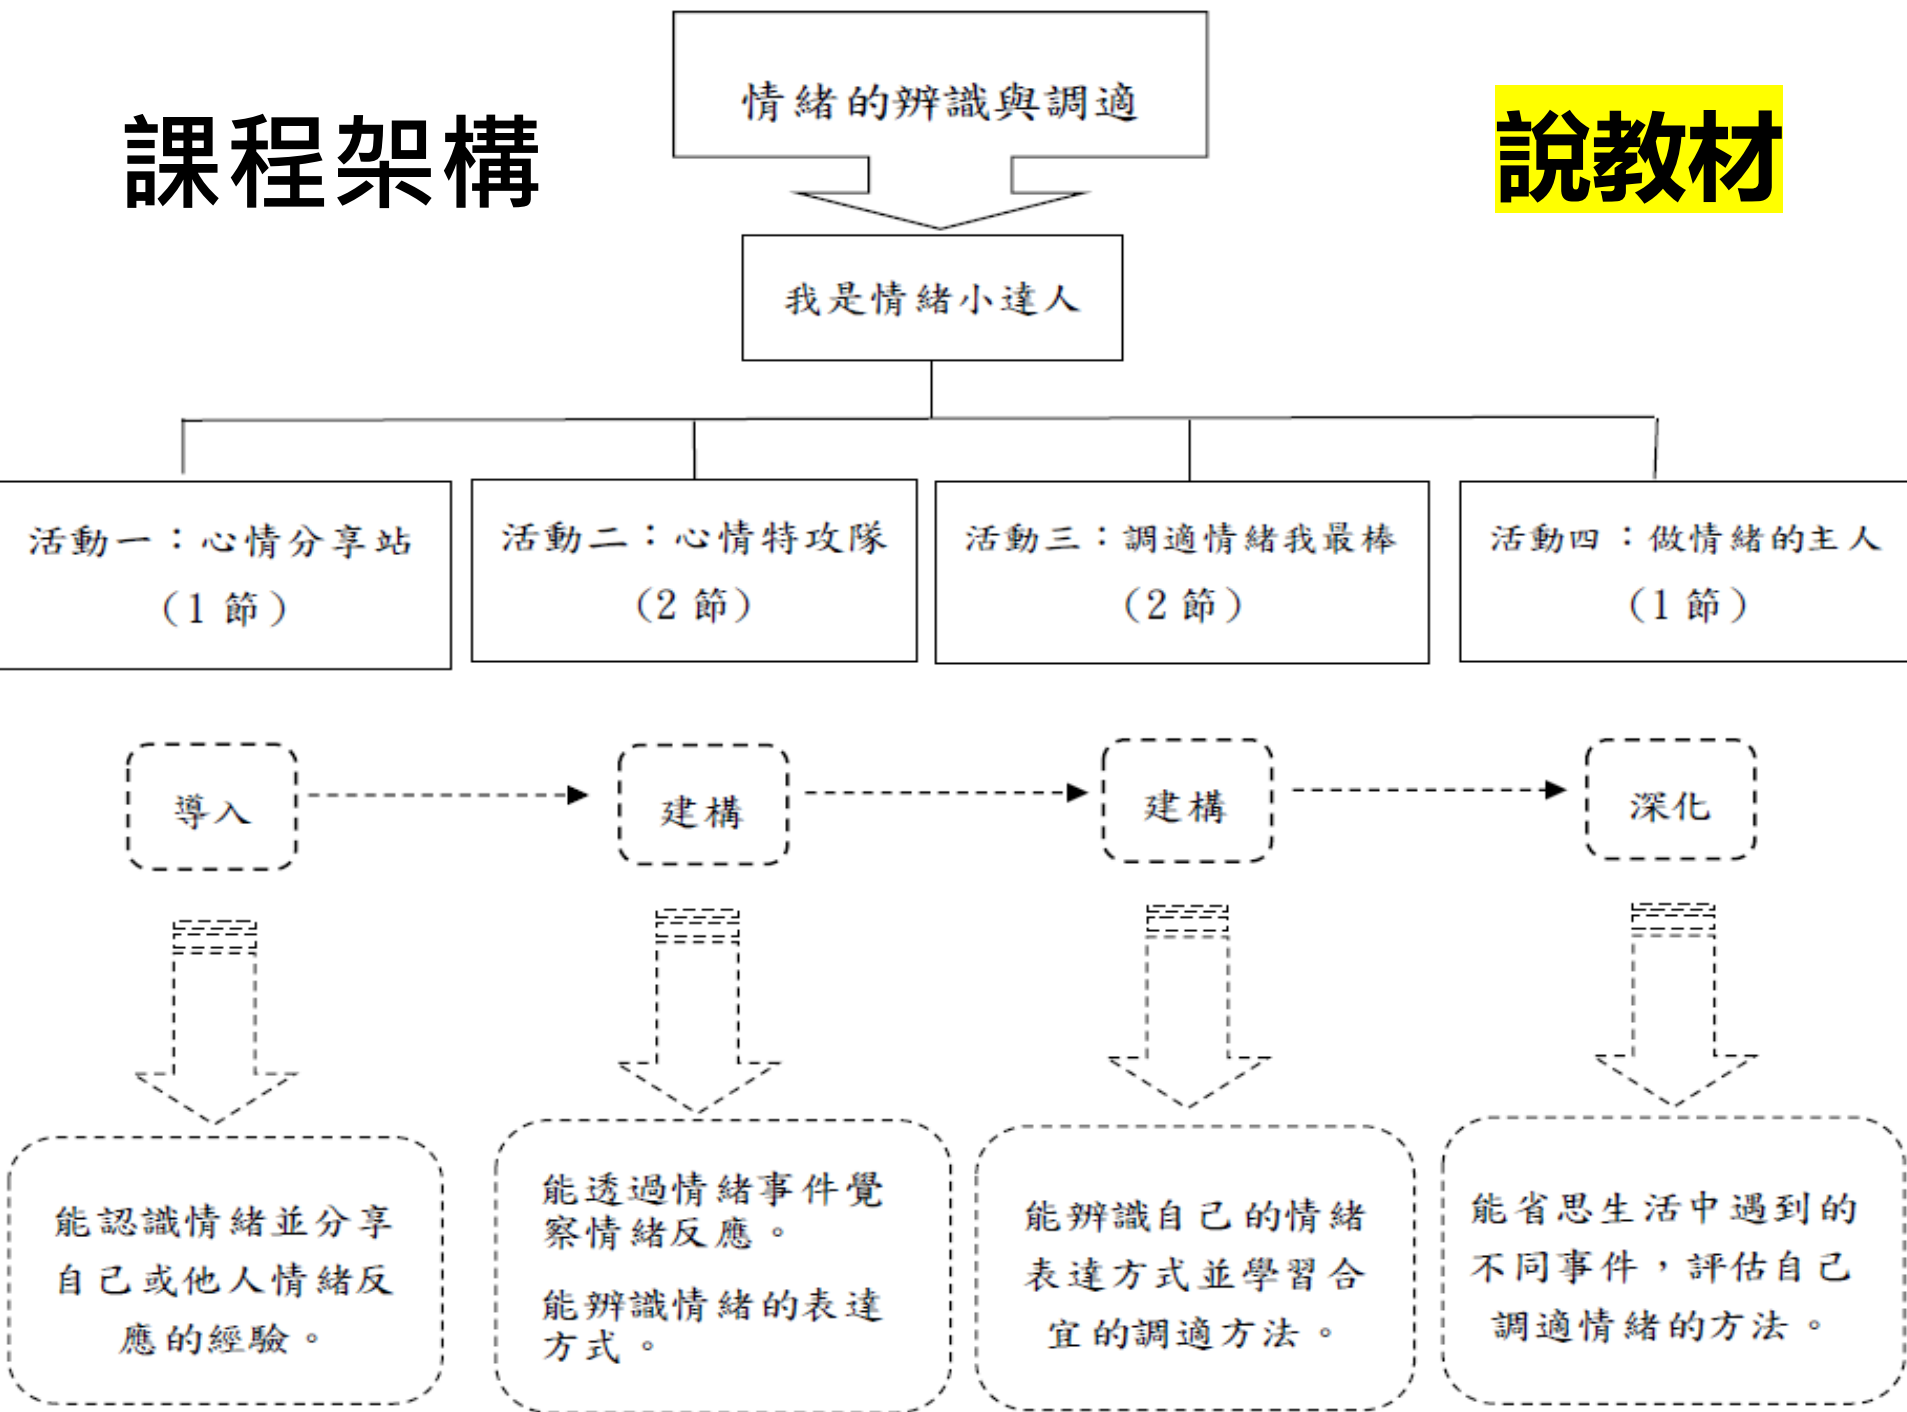 課程架構
情緒的辨識與調適
說教材
我是情緒小達人
活動一：心情分享站
（1 節）
活動二：心情特攻隊
（2 節）
活動三：調適情緒我最棒
（2 節）
活動四：做情緒的主人
（1 節）
導入
建構
建構
深化
能認識情緒並分享
自己或他人情緒反
應的經驗。
能透過情緒事件覺
察情緒反應。
能辨識情緒的表達
方式。
能辨識自己的情緒
表達方式並學習合
宜的調適方法。
能省思生活中遇到的
不同事件，評估自己
調適情緒的方法。